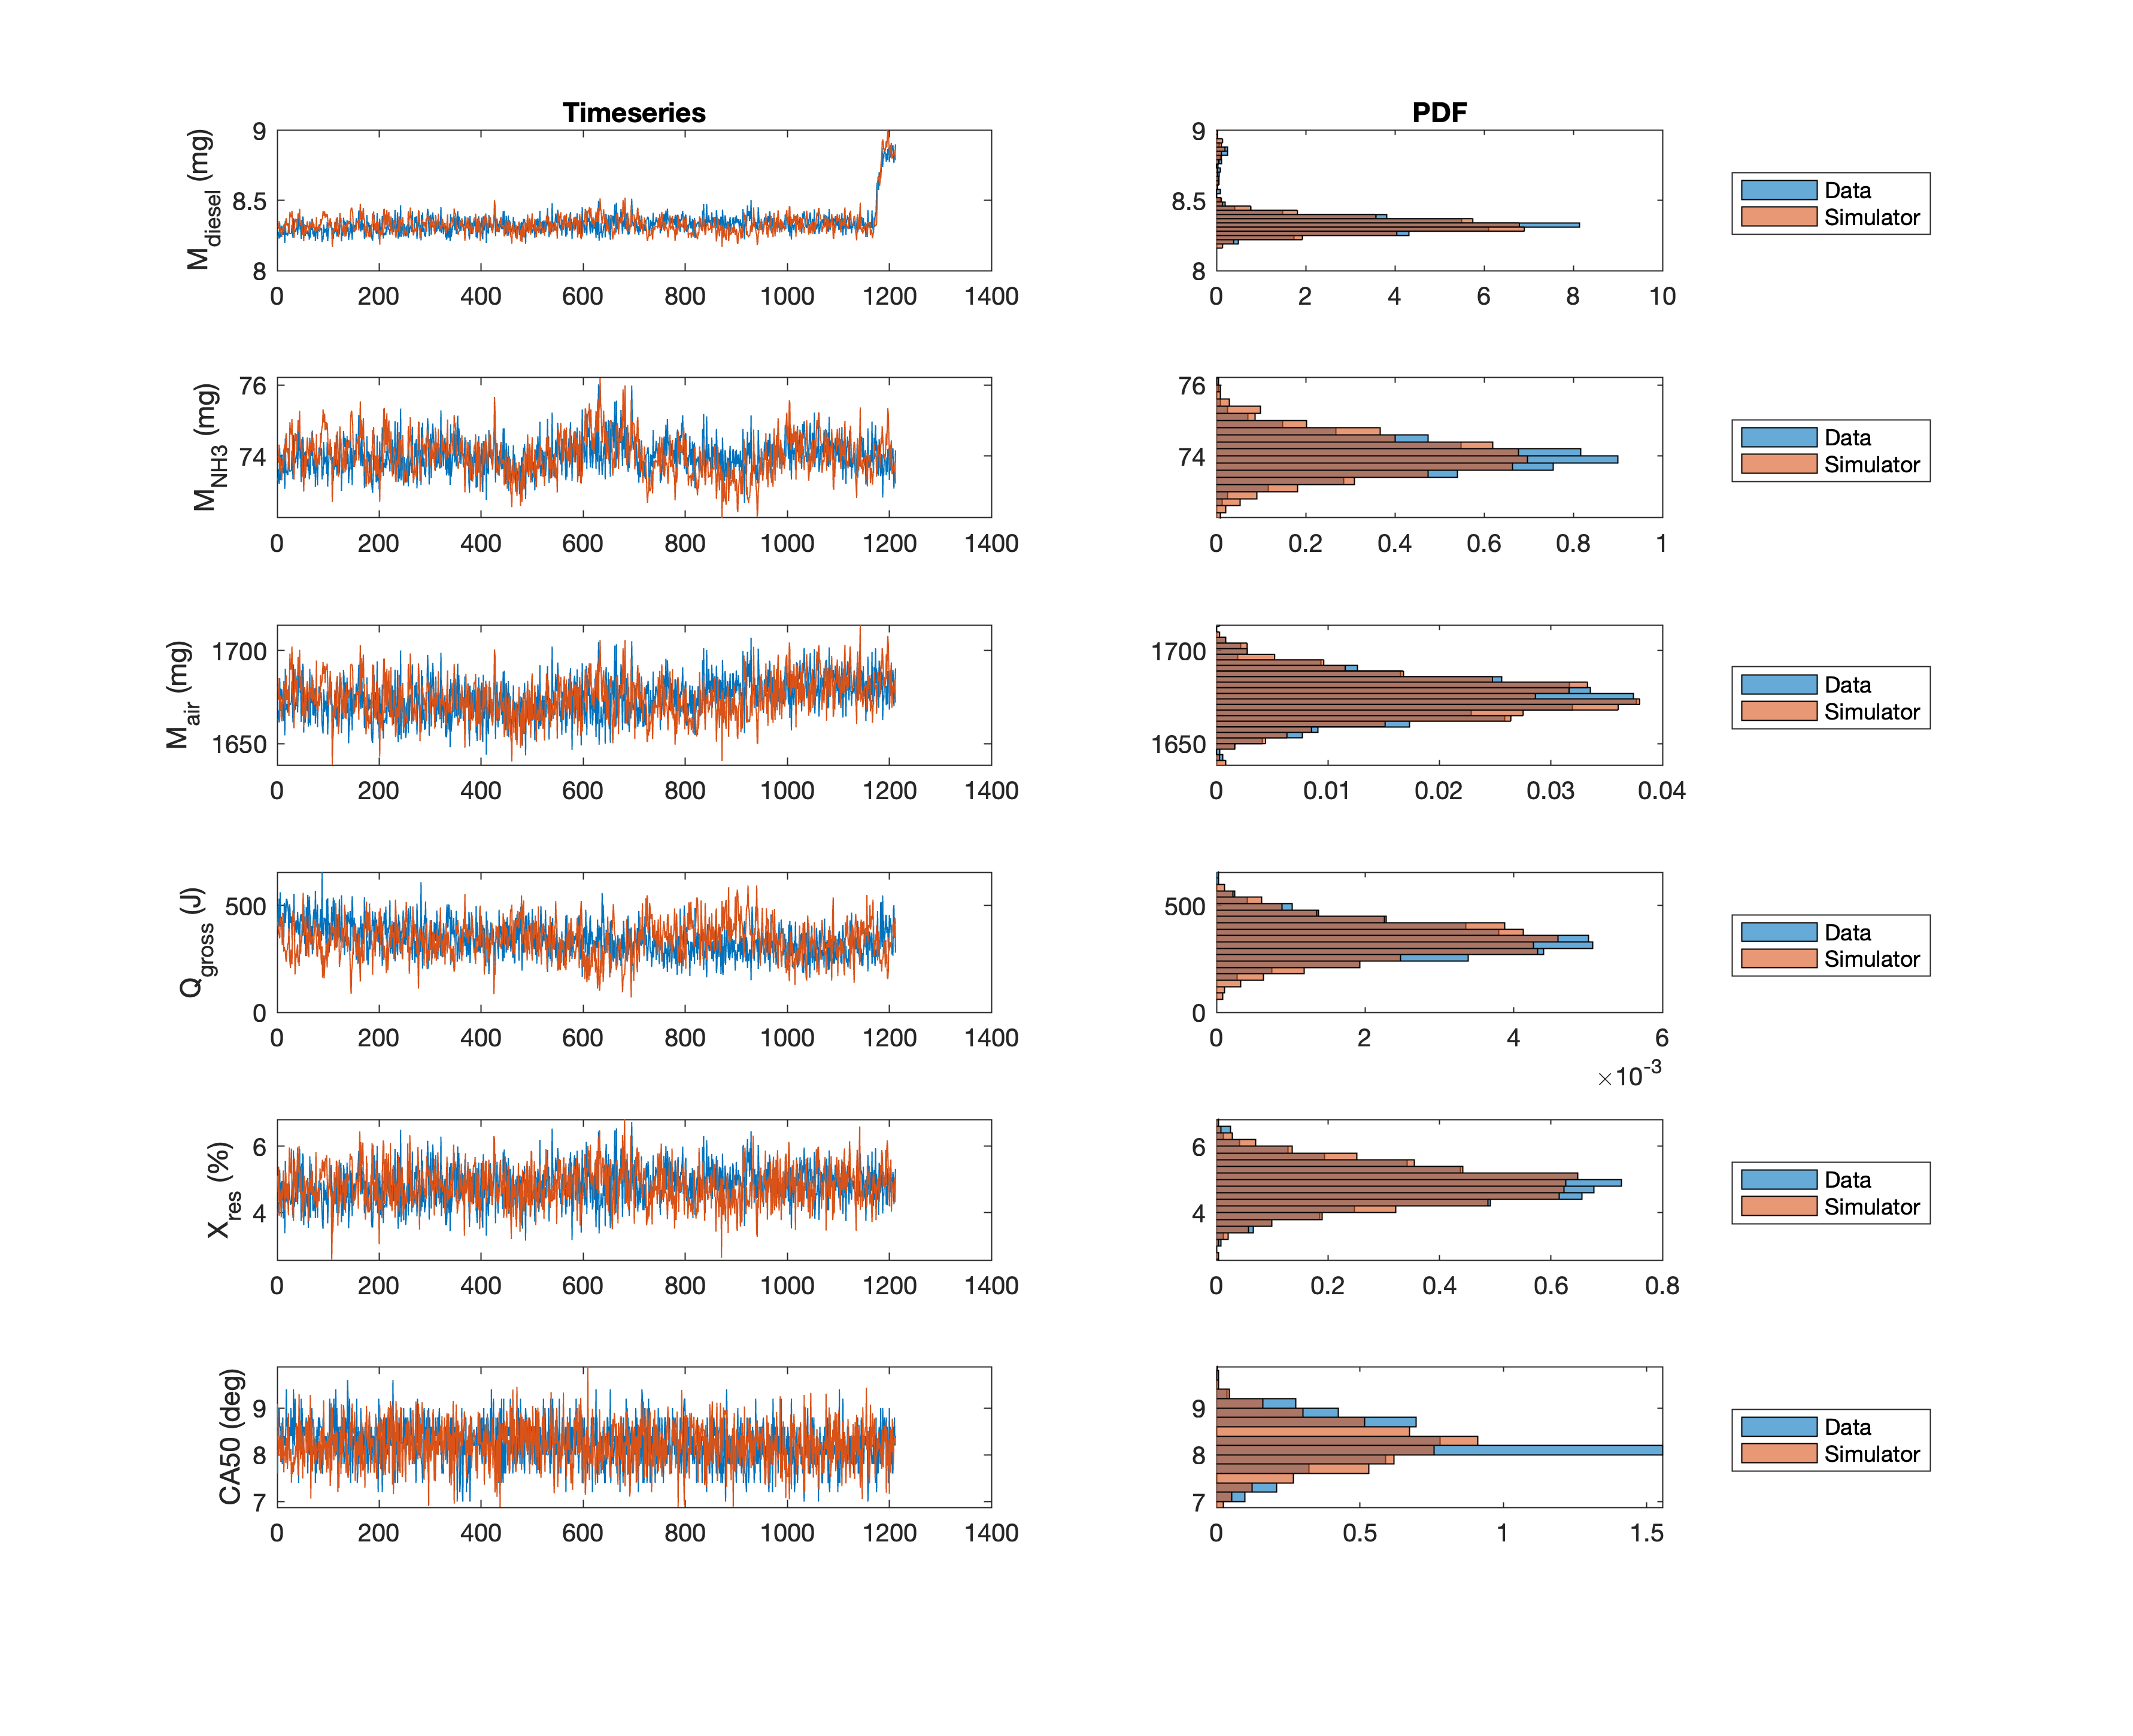 Timeseries PDF
M_diesel (mg) 9 8.5 8
0 200 400 600 800 1000 1200 1400
9 8.5 8
0 2 4 6 8 10
Data
Simulator
M_NH3 (mg) 76 74
0 200 400 600 800 1000 1200 1400
76 74
0 0.2 0.4 0.6 0.8 1
Data
Simulator
M_air (mg) 1700 1650
0 200 400 600 800 1000 1200 1400
1700 1650
0 0.01 0.02 0.03 0.04
Data
Simulator
Q_gross (J) 500 0
0 200 400 600 800 1000 1200 1400
500 0
0 2 4 6
×10^-3
Data
Simulator
X_res (%) 6 4
0 200 400 600 800 1000 1200 1400
6 4
0 0.2 0.4 0.6 0.8
Data
Simulator
CA50 (deg) 9 8 7
0 200 400 600 800 1000 1200 1400
9 8 7
0 0.5 1 1.5
Data
Simulator